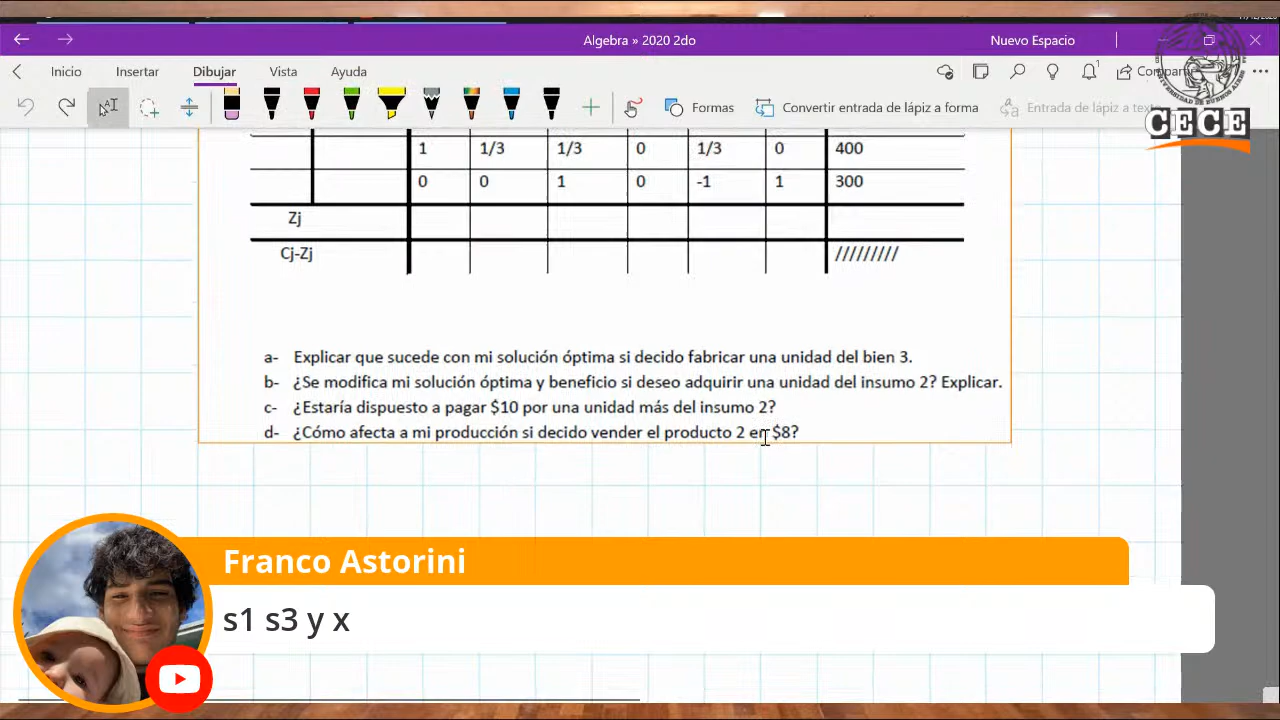 Algebra » 2020 2do
Nuevo Espacio
Inicio Insertar Dibujar Vista Ayuda
Formas
Convertir entrada de lápiz a forma
Entrada de lápiz a texto
CECE
1 1/3 1/3 0 1/3 0 400
0 0 1 0 -1 1 300
Zj
Cj-Zj /////////
a- Explicar que sucede con mi solución óptima si decido fabricar una unidad del bien 3.
b- ¿Se modifica mi solución óptima y beneficio si deseo adquirir una unidad del insumo 2? Explicar.
c- ¿Estaría dispuesto a pagar $10 por una unidad más del insumo 2?
d- ¿Cómo afecta a mi producción si decido vender el producto 2 en $8?
Franco Astorini
s1 s3 y x